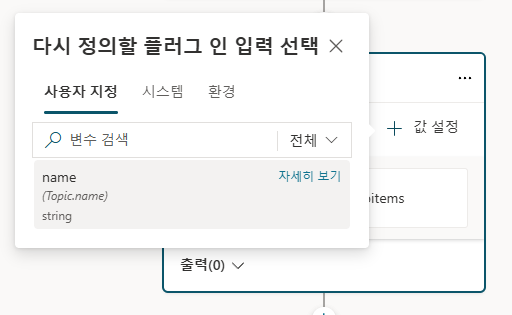 다시 정의할 플러그 인 입력 선택
...
사용자 지정 시스템 환경
변수 검색 전체
값 설정
name 자세히 보기
(Topic.name)
string
출력(0)